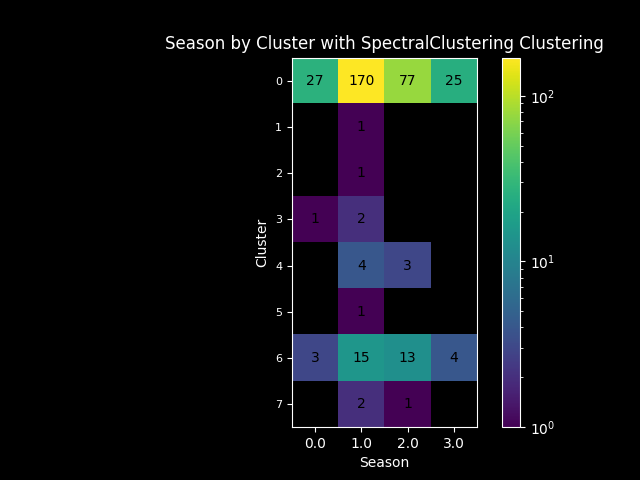 Season by Cluster with SpectralClustering Clustering
0 27 170 77 25
1 1
2 1
3 1 2
4 4 3
5 1
6 3 15 13 4
7 2 1
0.0 1.0 2.0 3.0
Season
Cluster
10²
10¹
10⁰